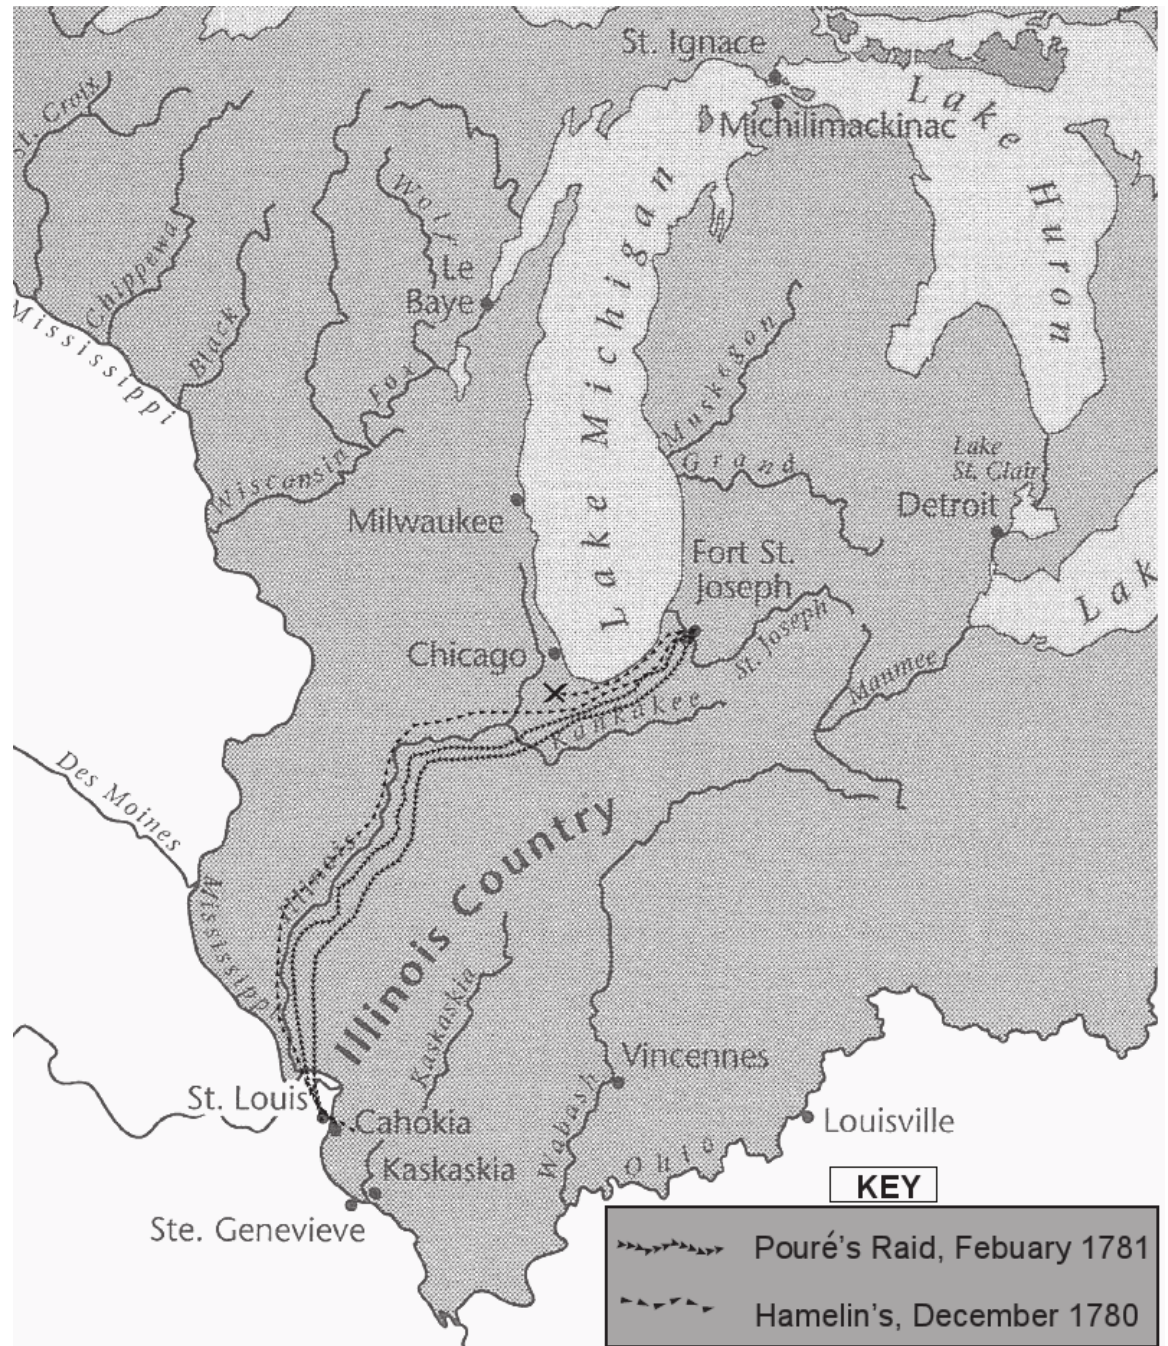 St. Ignace
Michilimackinac
Lake
Huron
St. Croix
Chippewa
Black
Wolf
Le
Baye
Fox
Mississippi
Wisconsin
Lake Michigan
Muskegon
Grand
Milwaukee
Lake
St. Clair
Detroit
Fort St.
Joseph
Lak
St. Joseph
Chicago
Maumee
Kankakee
Des Moines
Illinois
Illinois Country
Mississippi
Kaskaskia
Vincennes
Wabash
St. Louis
Cahokia
Louisville
Ohio
Kaskaskia
Ste. Genevieve
KEY
Pouré's Raid, Febuary 1781
Hamelin's, December 1780